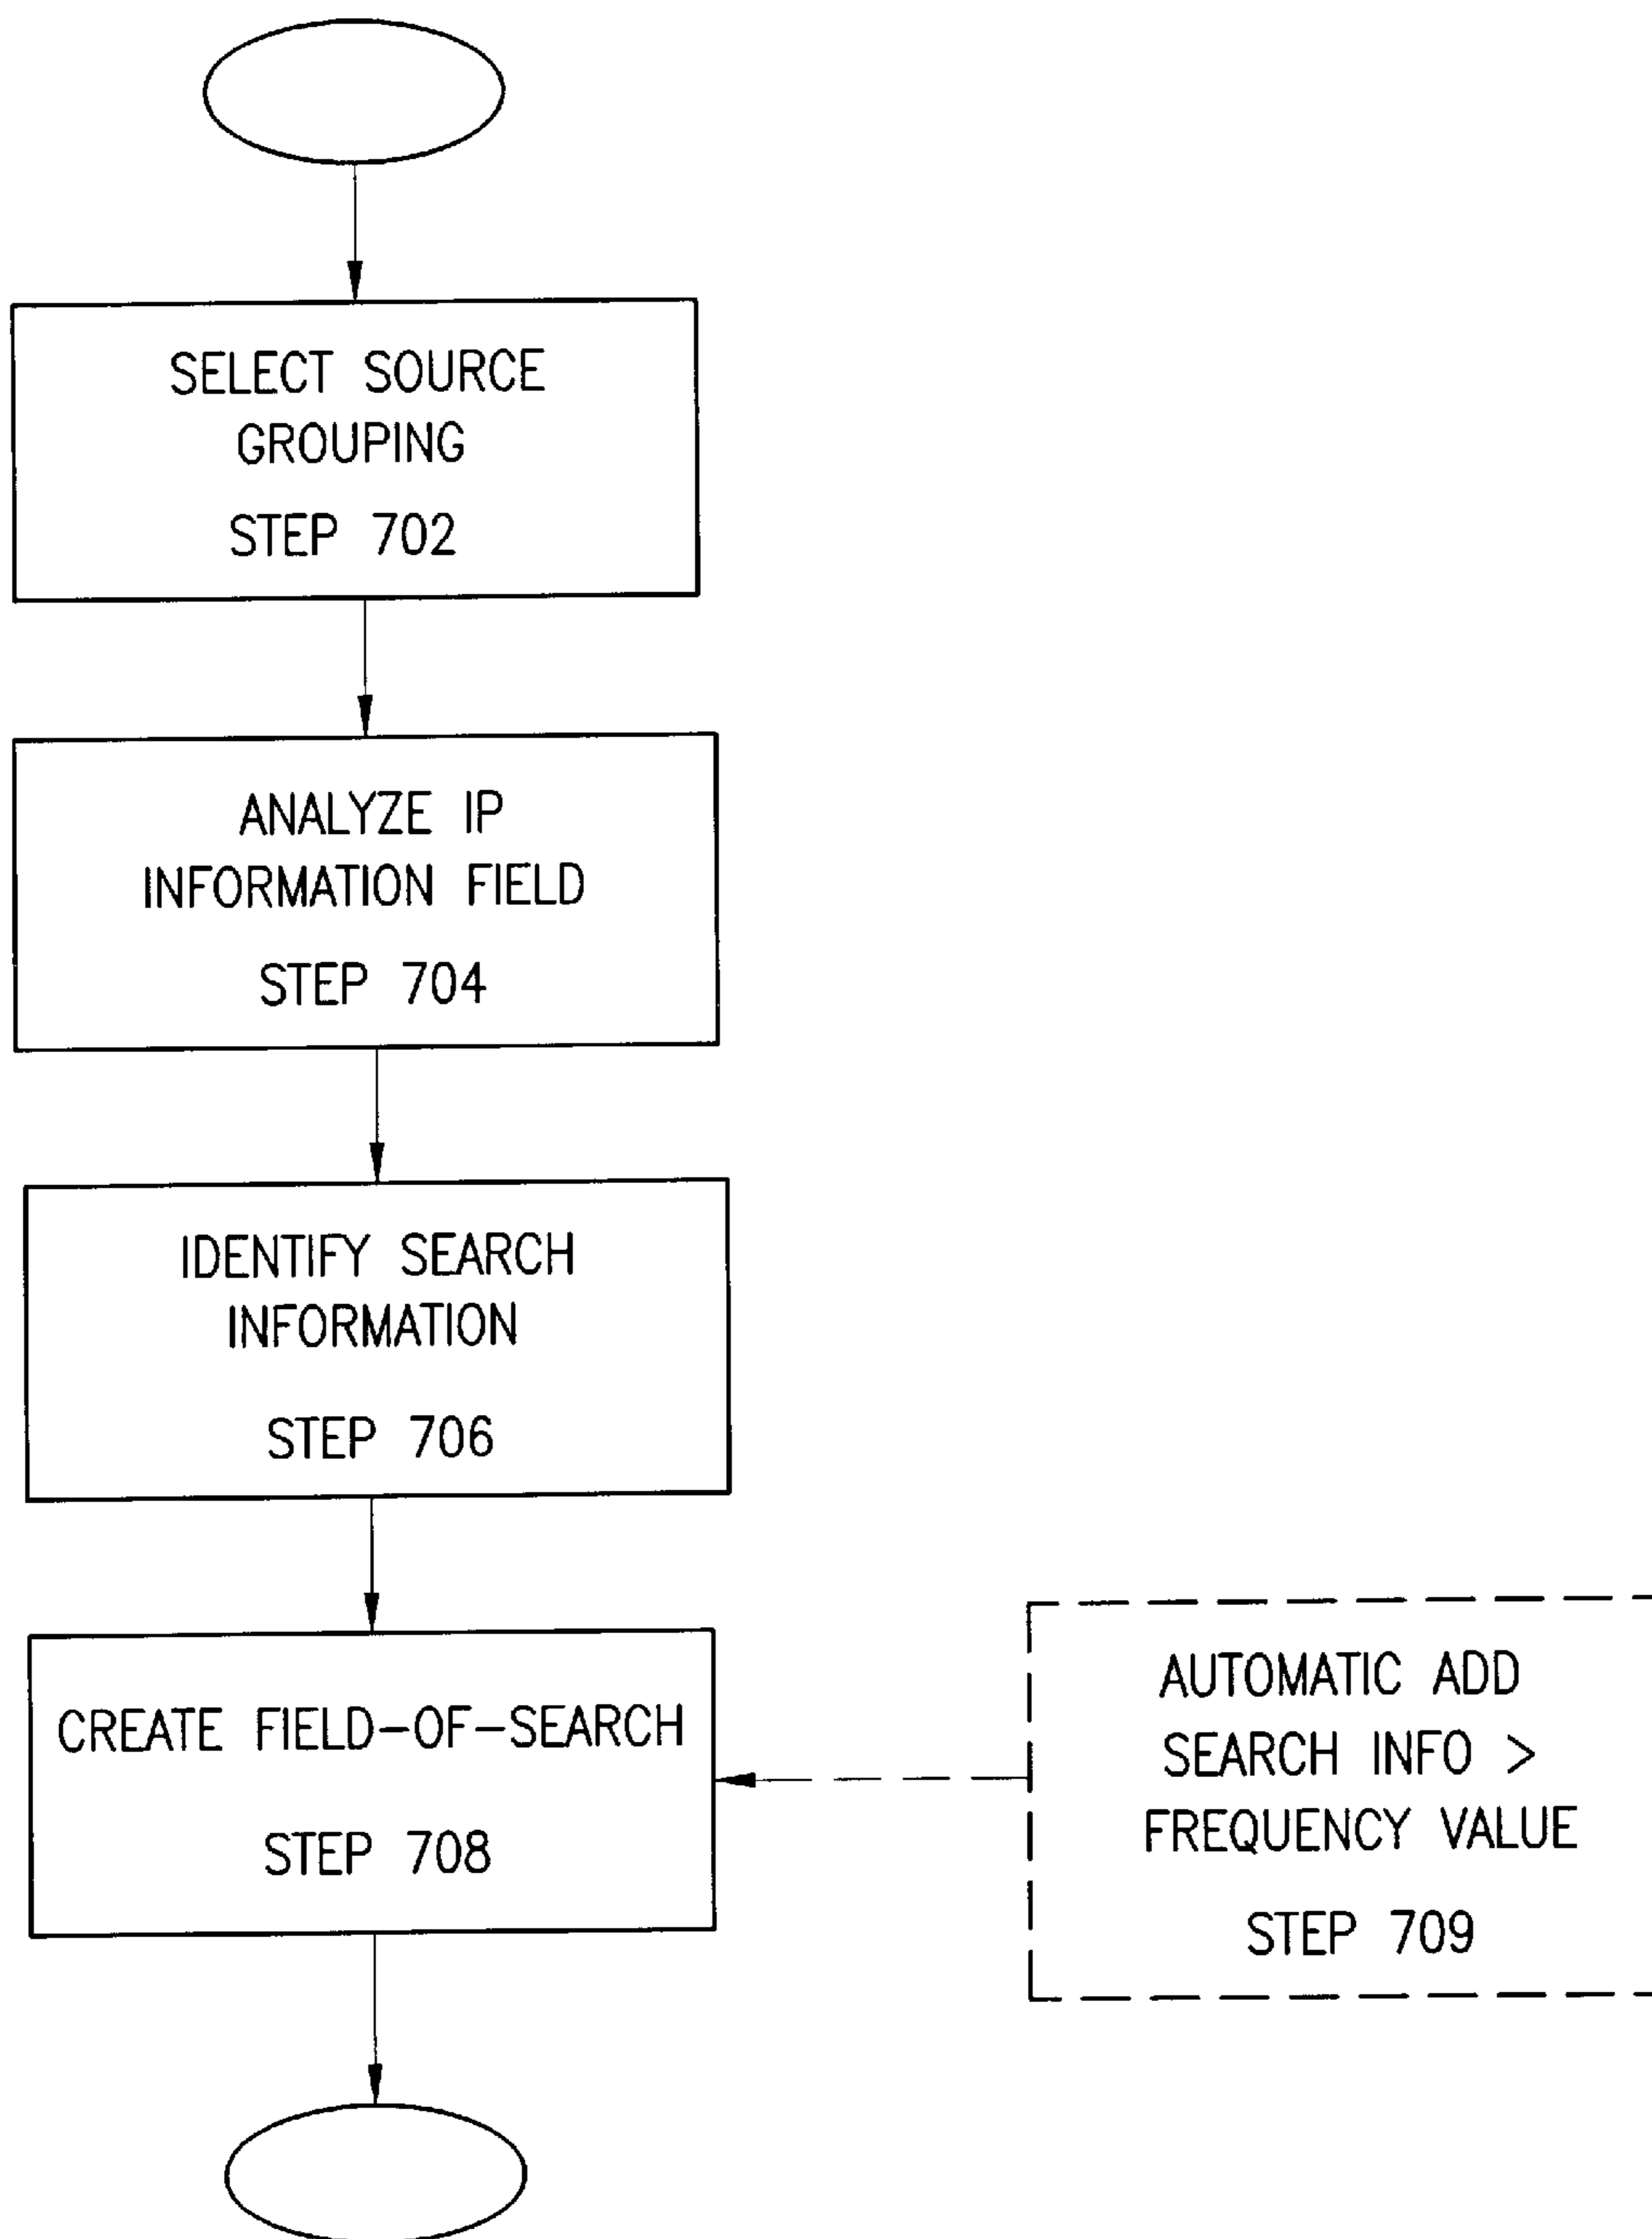 SELECT SOURCE
GROUPING
STEP 702
ANALYZE IP
INFORMATION FIELD
STEP 704
IDENTIFY SEARCH
INFORMATION
STEP 706
CREATE FIELD-OF-SEARCH
STEP 708
AUTOMATIC ADD
SEARCH INFO >
FREQUENCY VALUE
STEP 709